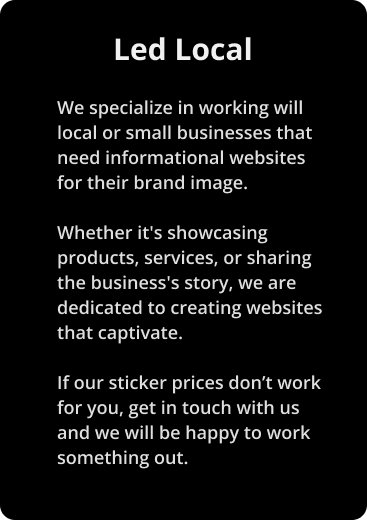 Led Local
We specialize in working will
local or small businesses that
need informational websites
for their brand image.
Whether it's showcasing
products, services, or sharing
the business's story, we are
dedicated to creating websites
that captivate.
If our sticker prices don’t work
for you, get in touch with us
and we will be happy to work
something out.